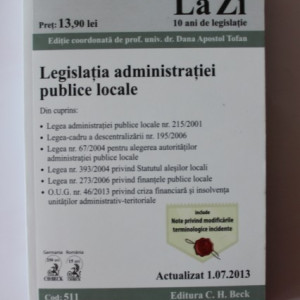 La Zi
Preț: 13,90 lei
10 ani de legislație
Ediție coordonată de prof. univ. dr. Dana Apostol Tofan
Legislația administrației
publice locale
Din cuprins:
• Legea administrației publice locale nr. 215/2001
• Legea-cadru a descentralizării nr. 195/2006
• Legea nr. 67/2004 pentru alegerea autorităților
administrației publice locale
• Legea nr. 393/2004 privind Statutul aleșilor locali
• Legea nr. 273/2006 privind finanțele publice locale
• O.U.G. nr. 46/2013 privind criza financiară și insolvența
unităților administrativ-teritoriale
Include
Nota privind modificările
terminologice incidente
Germania
România
Actualizat 1.07.2013
Cod: 511
Editura C. H. Beck